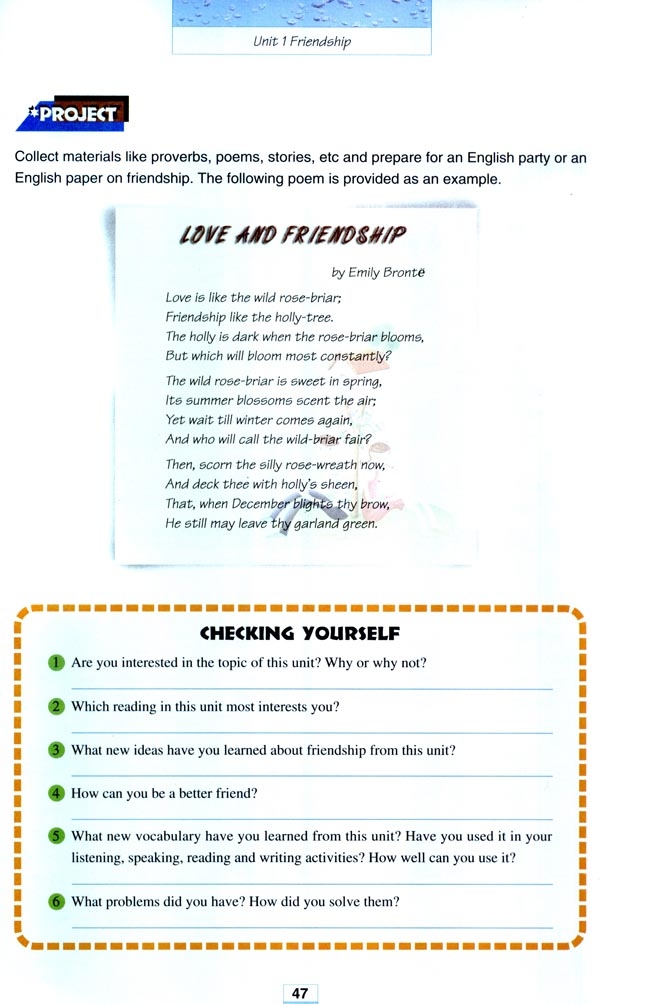 Unit 1 Friendship
*PROJECT
Collect materials like proverbs, poems, stories, etc and prepare for an English party or an
English paper on friendship. The following poem is provided as an example.
LOVE AND FRIENDSHIP
by Emily Brontë
Love is like the wild rose-briar;
Friendship like the holly-tree.
The holly is dark when the rose-briar blooms,
But which will bloom most constantly?
The wild rose-briar is sweet in spring,
Its summer blossoms scent the air;
Yet wait till winter comes again,
And who will call the wild-briar fair?
Then, scorn the silly rose-wreath now,
And deck thee with holly's sheen,
That, when December blights thy brow,
He still may leave thy garland green.
CHECKING YOURSELF
1 Are you interested in the topic of this unit? Why or why not?
2 Which reading in this unit most interests you?
3 What new ideas have you learned about friendship from this unit?
4 How can you be a better friend?
5 What new vocabulary have you learned from this unit? Have you used it in your
listening, speaking, reading and writing activities? How well can you use it?
6 What problems did you have? How did you solve them?
47